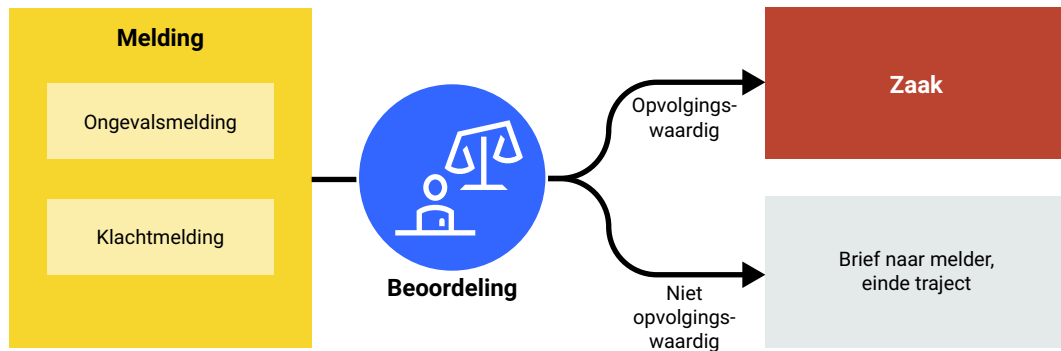 Melding
Ongevalsmelding
Klachtmelding
Beoordeling
Opvolgings-
waardig
Niet
opvolgings-
waardig
Zaak
Brief naar melder,
einde traject